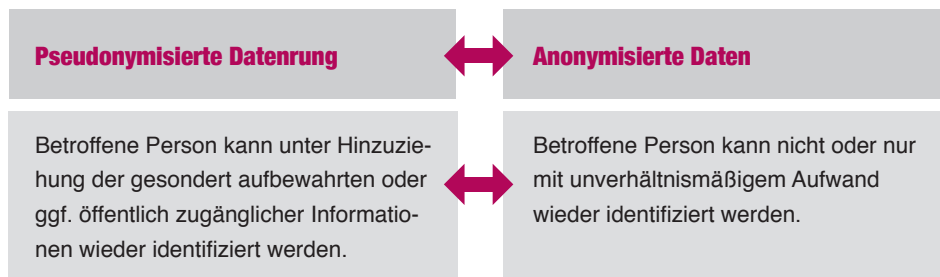 Pseudonymisierte Datenrung
Anonymisierte Daten
Betroffene Person kann unter Hinzuzie-
hung der gesondert aufbewahrten oder
ggf. öffentlich zugänglicher Informatio-
nen wieder identifiziert werden.
Betroffene Person kann nicht oder nur
mit unverhältnismäßigem Aufwand
wieder identifiziert werden.